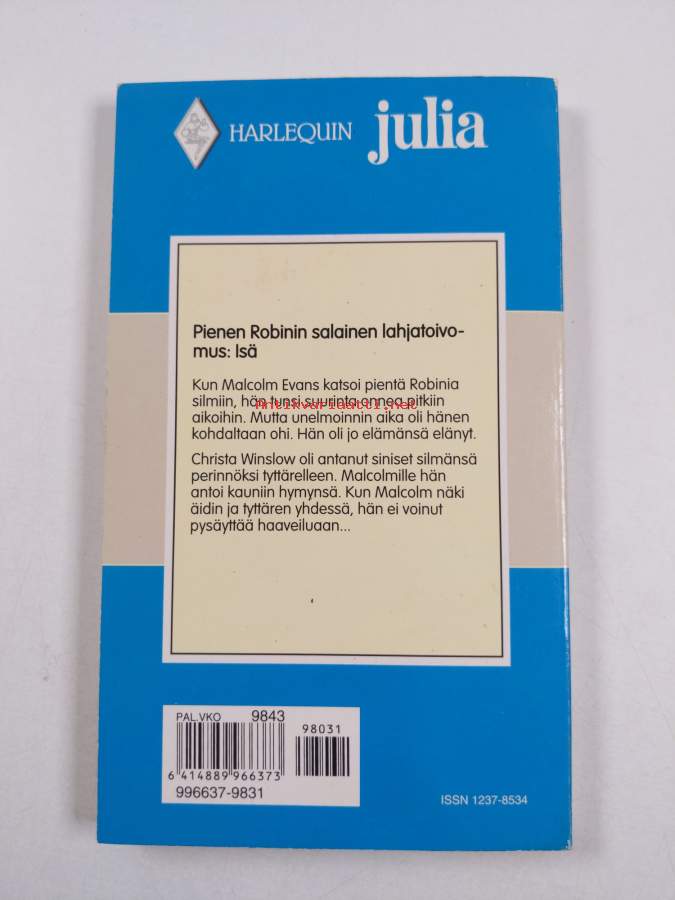 HARLEQUIN julia
Pienen Robinin salainen lahjatoivo-
mus: Isä
Kun Malcolm Evans katsoi pientä Robinia
silmiin, hän tunsi suurinta onnea pitkiin
Antikvariaatti.net
aikoihin. Mutta unelmoinnin aika oli hänen
kohdaltaan ohi. Hän oli jo elämänsä elänyt.
Christa Winslow oli antanut siniset silmänsä
perinnöksi tyttärelleen. Malcolmille hän
antoi kauniin hymynsä. Kun Malcolm näki
äidin ja tyttären yhdessä, hän ei voinut
pysäyttää haaveiluaan...
PAL.VKO 9843
98031
6 414889 966373
996637-9831
ISSN 1237-8534